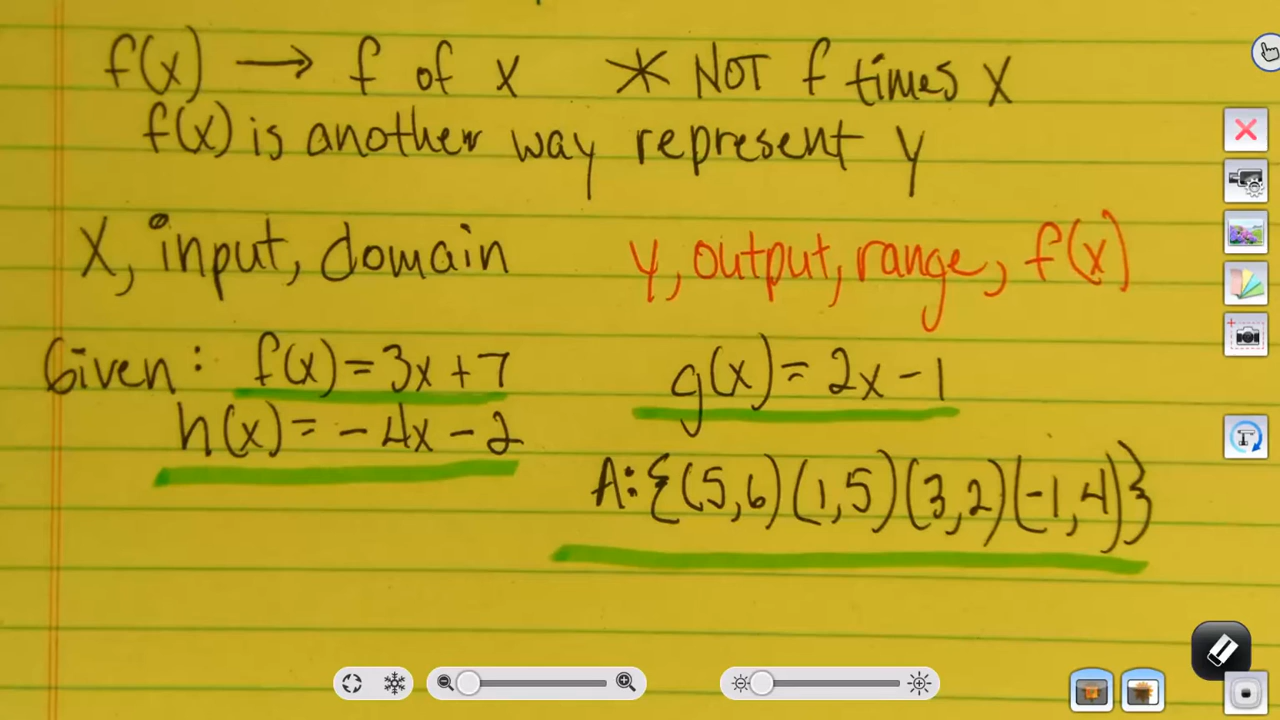 f(x) → f of x * NOT f times X
f(x) is another way represent y
X, input, domain y, output, range, f(x)
Given: f(x) = 3x + 7 g(x) = 2x - 1
h(x) = -4x - 2
A: {(5,6)(1,5)(3,2)(-1,4)}